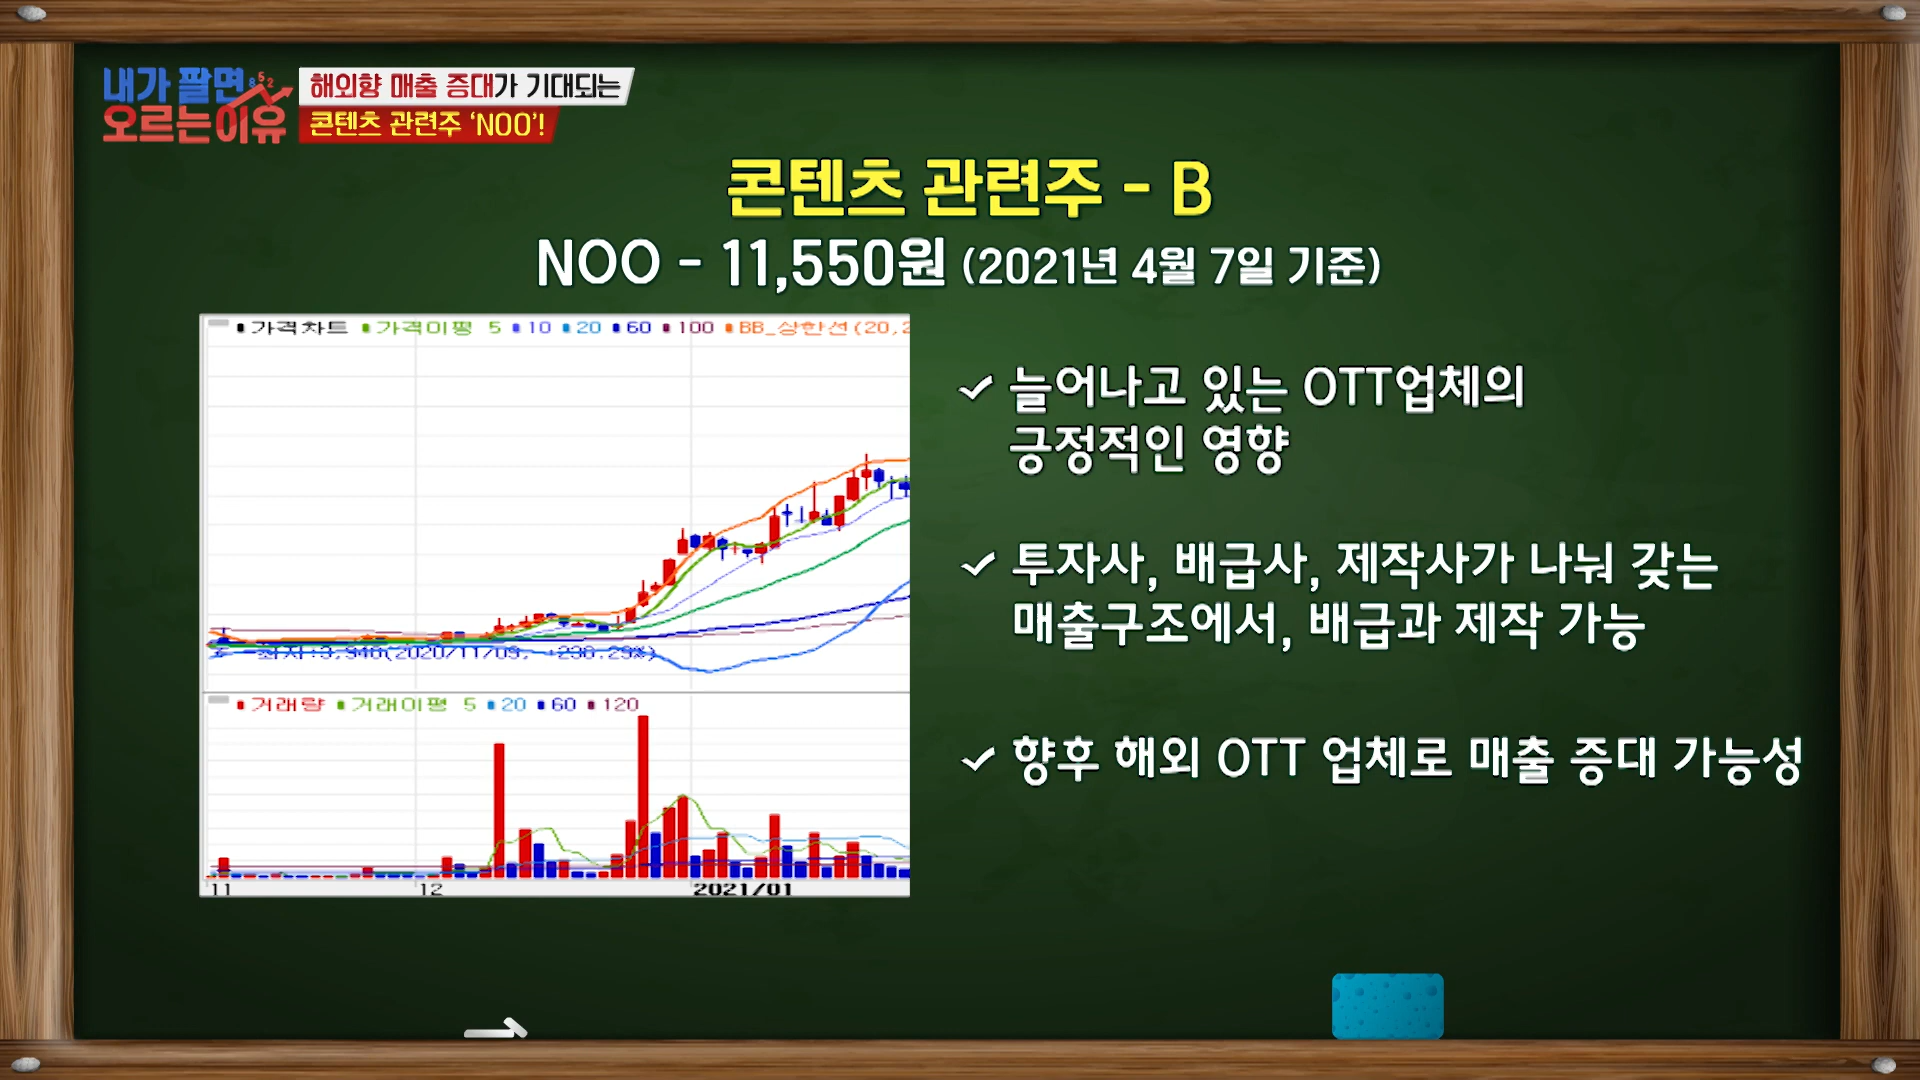 내가 팔면
오르는 이유
852
해외향 매출 증대가 기대되는
콘텐츠 관련주 ‘NOO’!
콘텐츠 관련주 - B
NOO - 11,550원 (2021년 4월 7일 기준)
가격차트 가격이평 5 10 20 60 100 BB_상한선(20,2
늘어나고 있는 OTT업체의
긍정적인 영향
투자사, 배급사, 제작사가 나눠 갖는
매출구조에서, 배급과 제작 가능
향후 해외 OTT 업체로 매출 증대 가능성
거래량 거래이평 5 20 60 120
11 12 2021/01